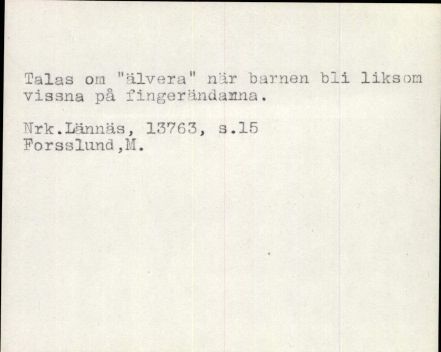 Talas om "älvera" när barnen bli liksom
vissna på fingerändarna.
Nrk.Lännäs, 13763, s.15
Forsslund,M.